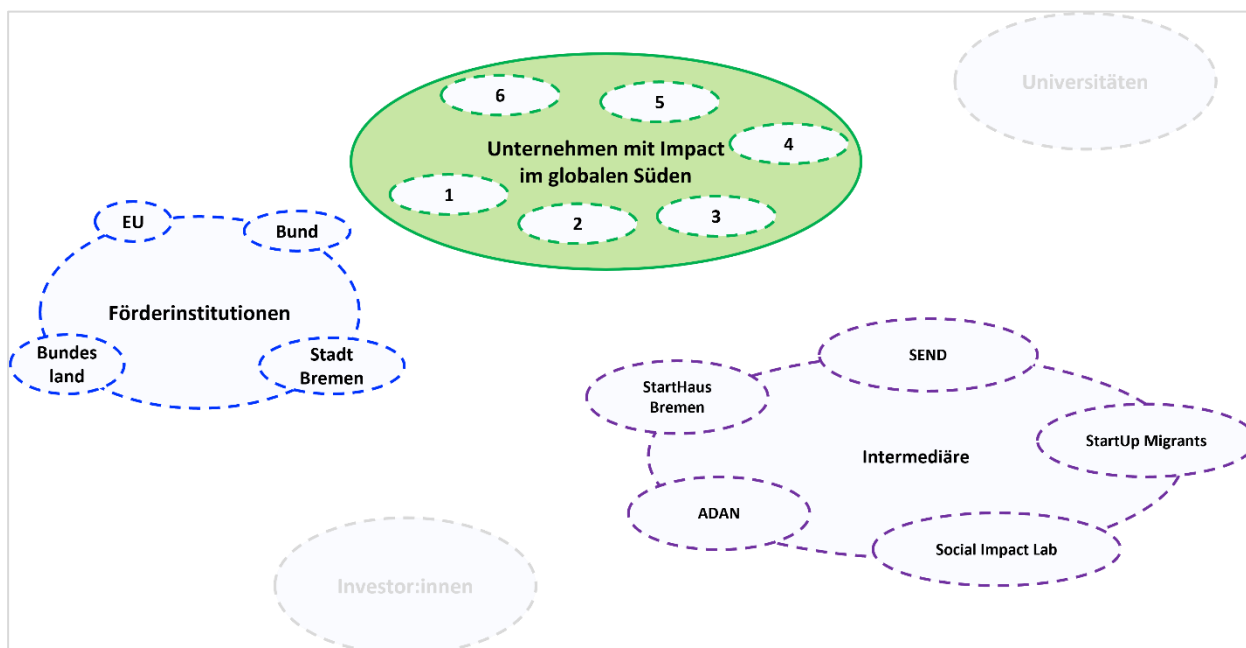 Universitäten
6
5
4
Unternehmen mit Impact
im globalen Süden
1
2
3
EU
Bund
Förderinstitutionen
Bundes
land
Stadt
Bremen
SEND
StartHaus
Bremen
StartUp Migrants
Intermediäre
ADAN
Social Impact Lab
Investor:innen